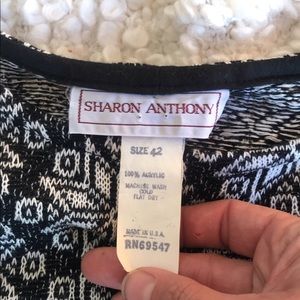 SHARON ANTHONY
SIZE 42
100% ACRYLIC
MACHINE WASH
COLD
FLAT DRY
MADE IN U.S.A.
RN69547